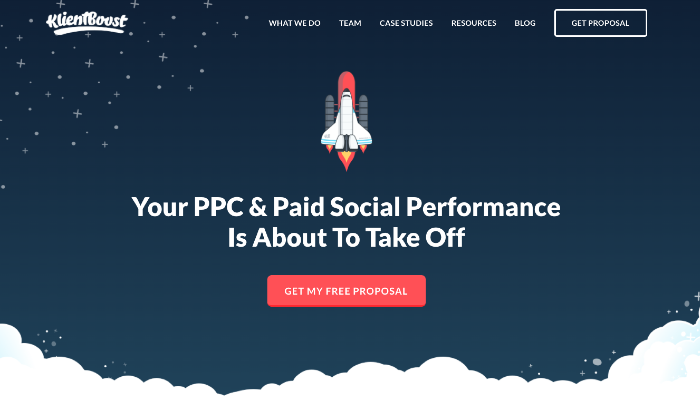 KlientBoost
WHAT WE DO TEAM CASE STUDIES RESOURCES BLOG GET PROPOSAL
Your PPC & Paid Social Performance
Is About To Take Off
GET MY FREE PROPOSAL